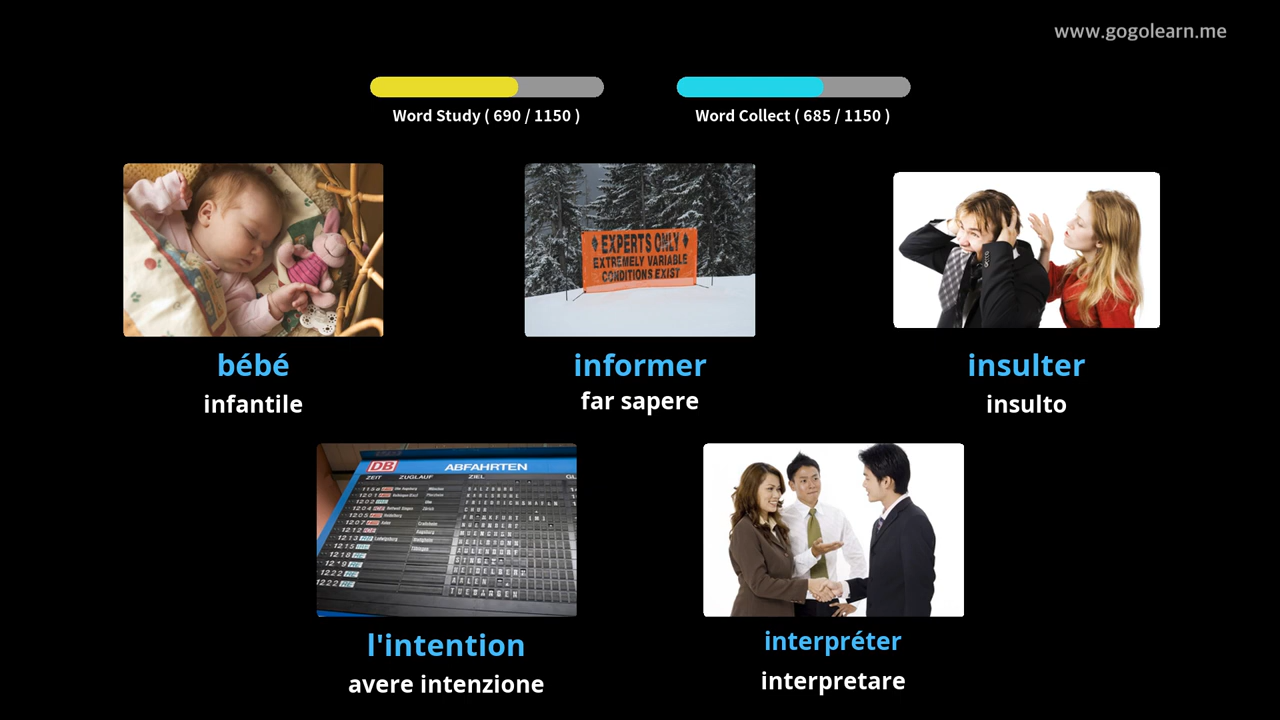 www.gogolearn.me
Word Study ( 690 / 1150 )
Word Collect ( 685 / 1150 )
EXPERTS ONLY
EXTREMELY VARIABLE
CONDITIONS EXIST
bébé
infantile
informer
far sapere
insulter
insulto
DB
ABFAHRTEN
ZEIT ZUGLAUF ZIEL
l'intention
avere intenzione
interpréter
interpretare